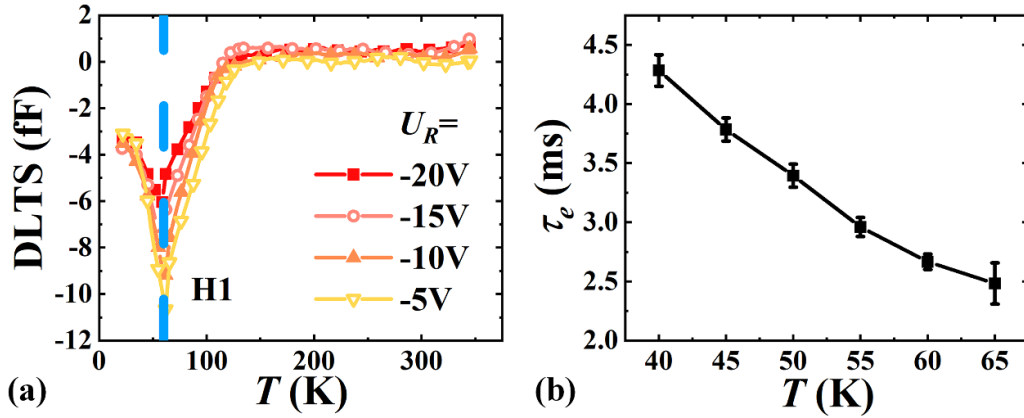 2
0
-2
-4
-6
-8
-10
-12
DLTS (fF)
U_R=
-20V
-15V
-10V
-5V
H1
0 100 200 300
T (K)
(a)
4.5
4.0
3.5
3.0
2.5
2.0
τ_e (ms)
40 45 50 55 60 65
T (K)
(b)